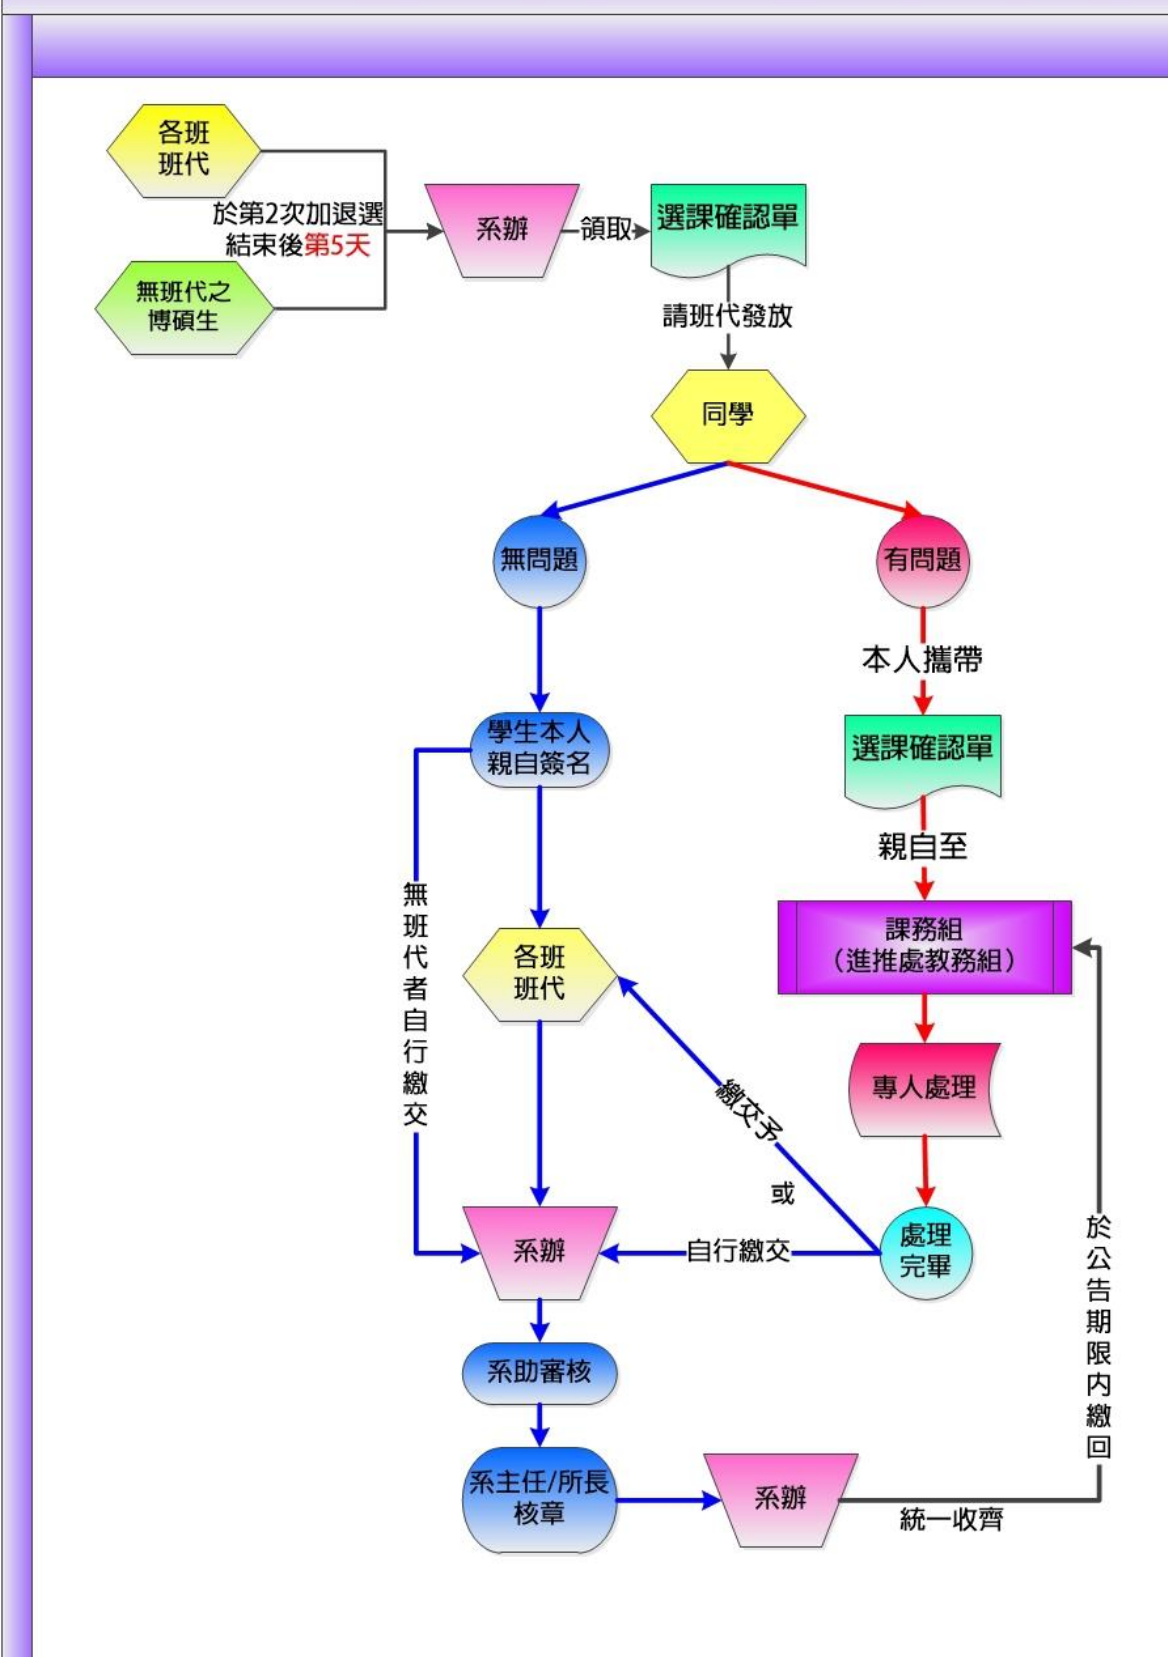 各班
班代
於第2次加退選
結束後第5天
無班代之
博碩生
系辦
領取
選課確認單
請班代發放
同學
無問題
有問題
本人攜帶
學生本人
親自簽名
選課確認單
親自至
無班代者自行繳交
各班
班代
課務組
（進推處教務組）
專人處理
繳交予
或
自行繳交
處理
完畢
系辦
於公告期限內繳回
系助審核
系主任/所長
核章
系辦
統一收齊